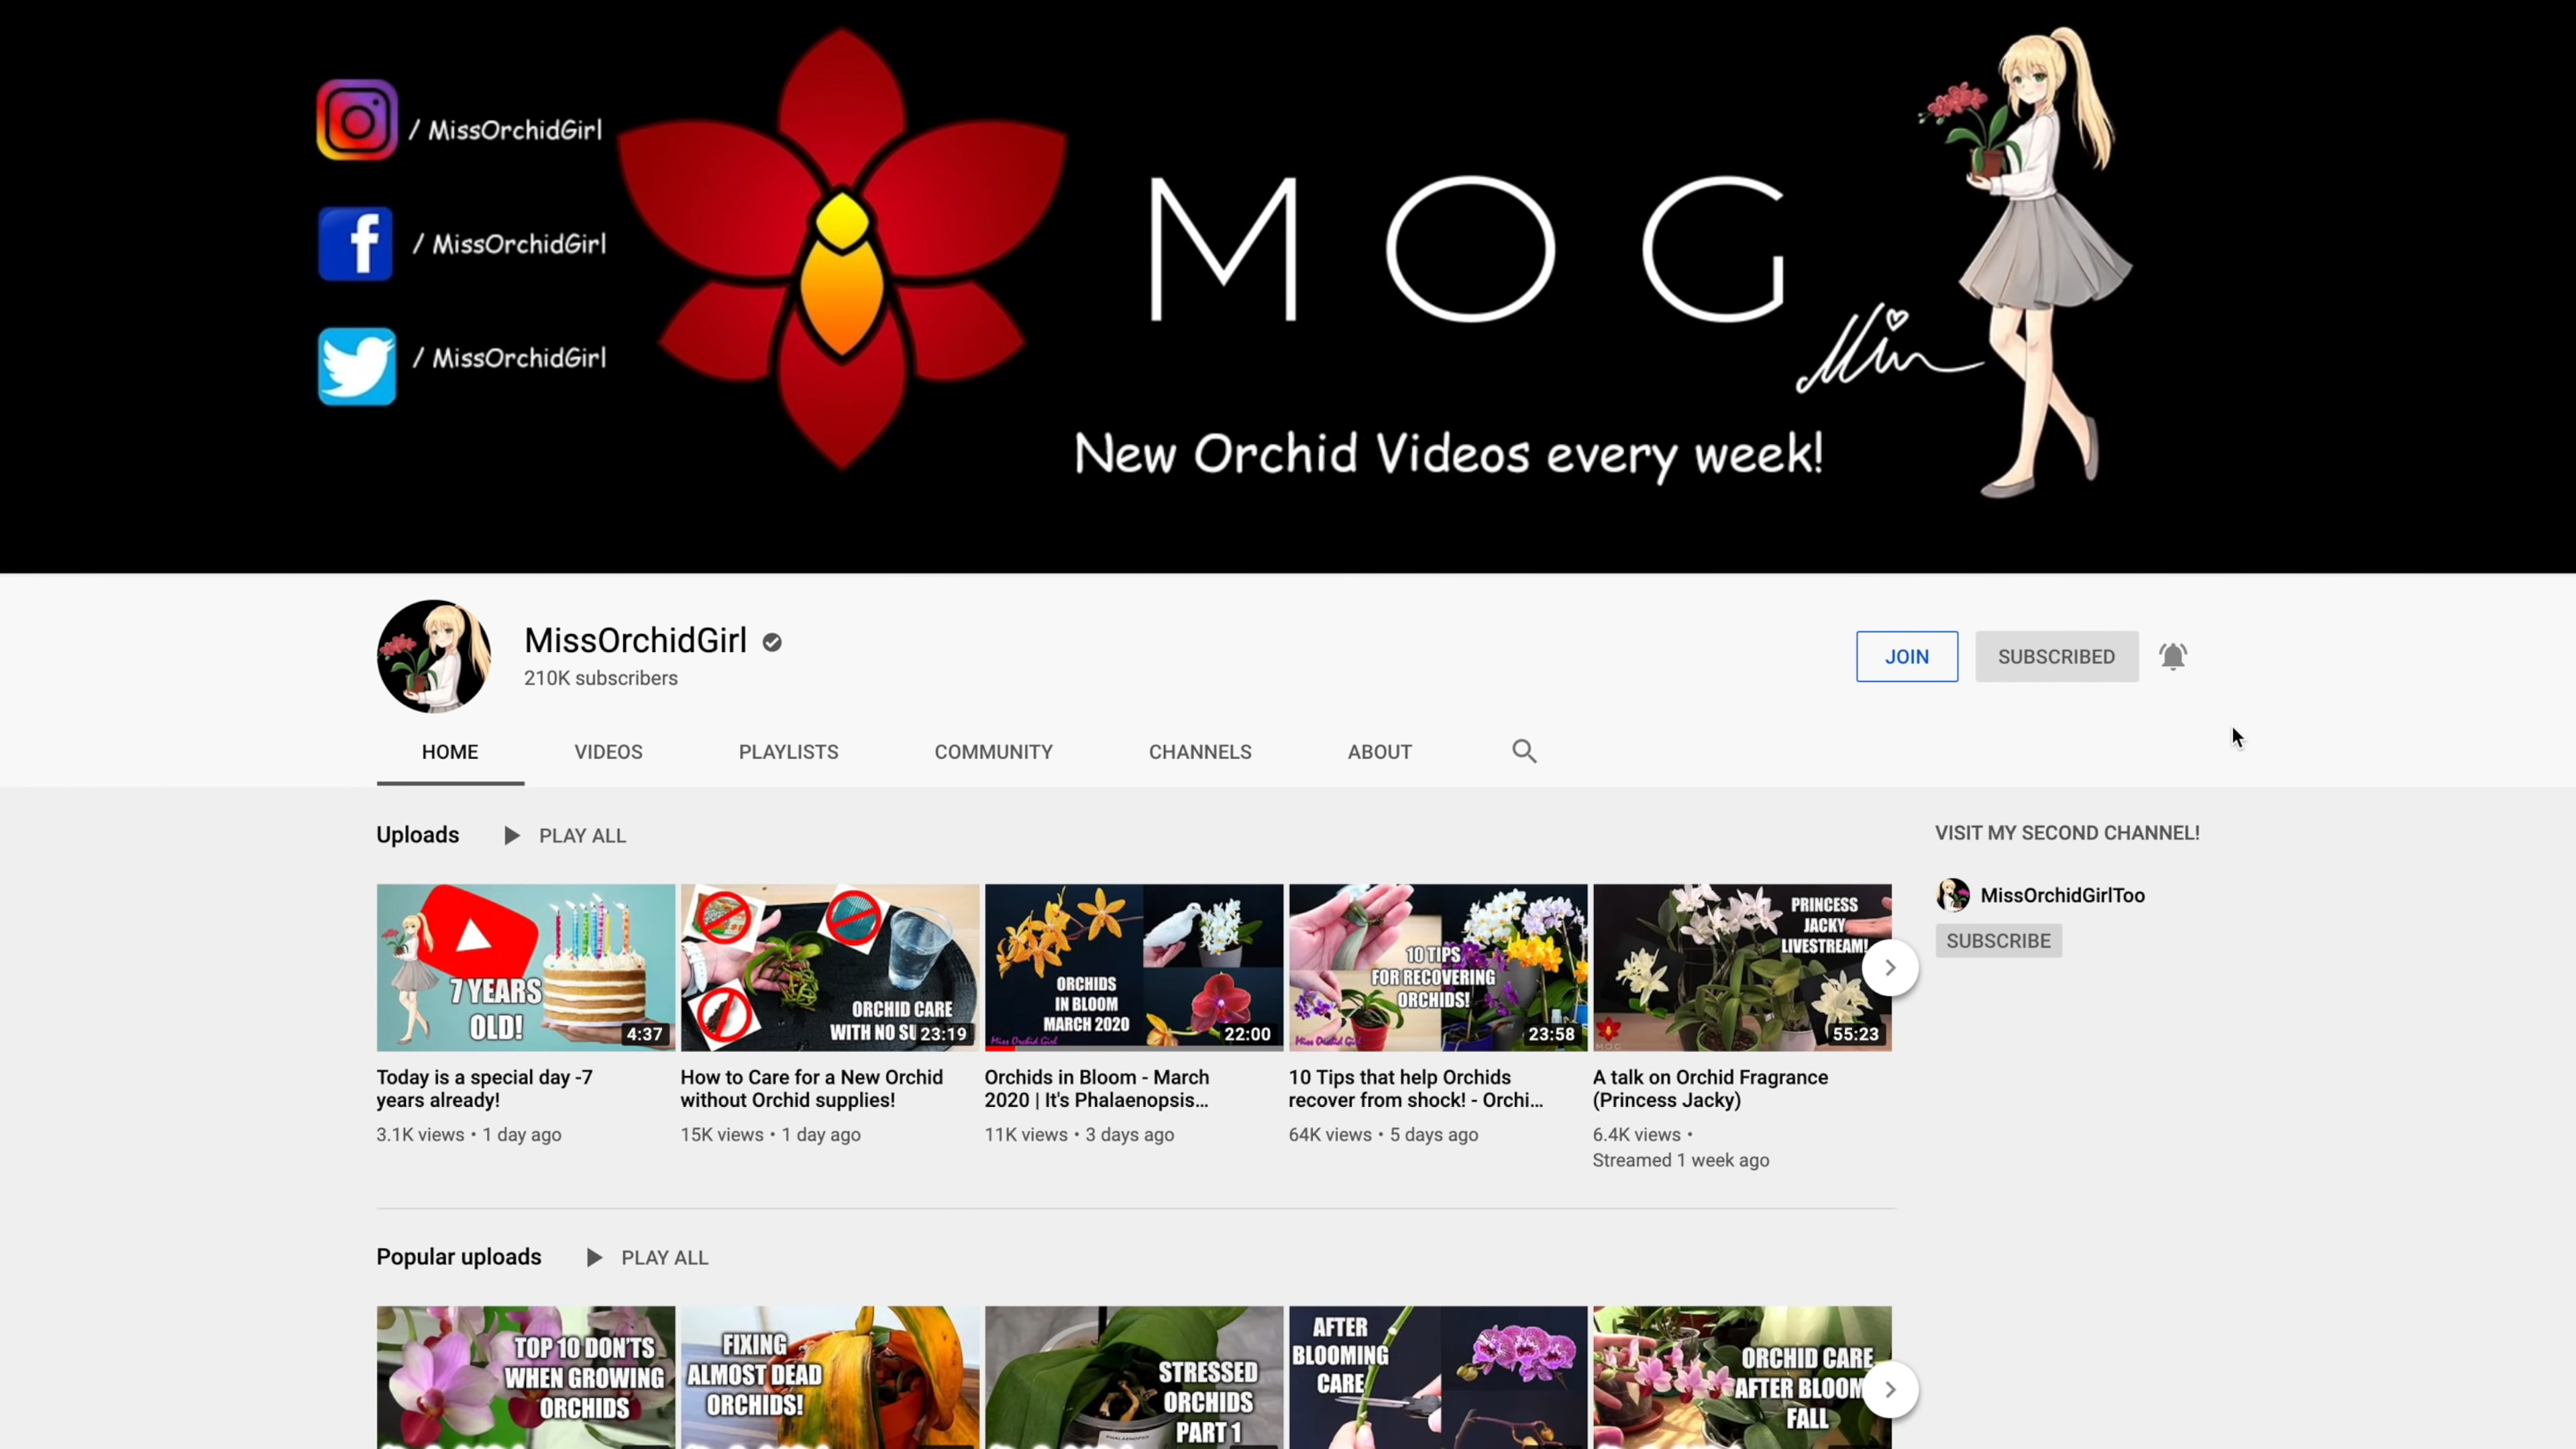 / MissOrchidGirl
/ MissOrchidGirl
/ MissOrchidGirl
M O G
New Orchid Videos every week!
MissOrchidGirl
210K subscribers
JOIN
SUBSCRIBED
HOME
VIDEOS
PLAYLISTS
COMMUNITY
CHANNELS
ABOUT
Uploads
PLAY ALL
7 YEARS
OLD!
4:37
Today is a special day -7
years already!
3.1K views • 1 day ago
ORCHID CARE
WITH NO SU
23:19
How to Care for a New Orchid
without Orchid supplies!
15K views • 1 day ago
ORCHIDS
IN BLOOM
MARCH 2020
Miss Orchid Girl
22:00
Orchids in Bloom - March
2020 | It's Phalaenopsis...
11K views • 3 days ago
10 TIPS
FOR RECOVERING
ORCHIDS!
Miss Orchid Girl
23:58
10 Tips that help Orchids
recover from shock! - Orchi...
64K views • 5 days ago
PRINCESS
JACKY
LIVESTREAM!
MOG
55:23
A talk on Orchid Fragrance
(Princess Jacky)
6.4K views •
Streamed 1 week ago
VISIT MY SECOND CHANNEL!
MissOrchidGirlToo
SUBSCRIBE
Popular uploads
PLAY ALL
TOP 10 DON'TS
WHEN GROWING
ORCHIDS
FIXING
ALMOST DEAD
ORCHIDS!
STRESSED
ORCHIDS
PART 1
AFTER
BLOOMING
CARE
ORCHID CARE
AFTER BLOOM
FALL